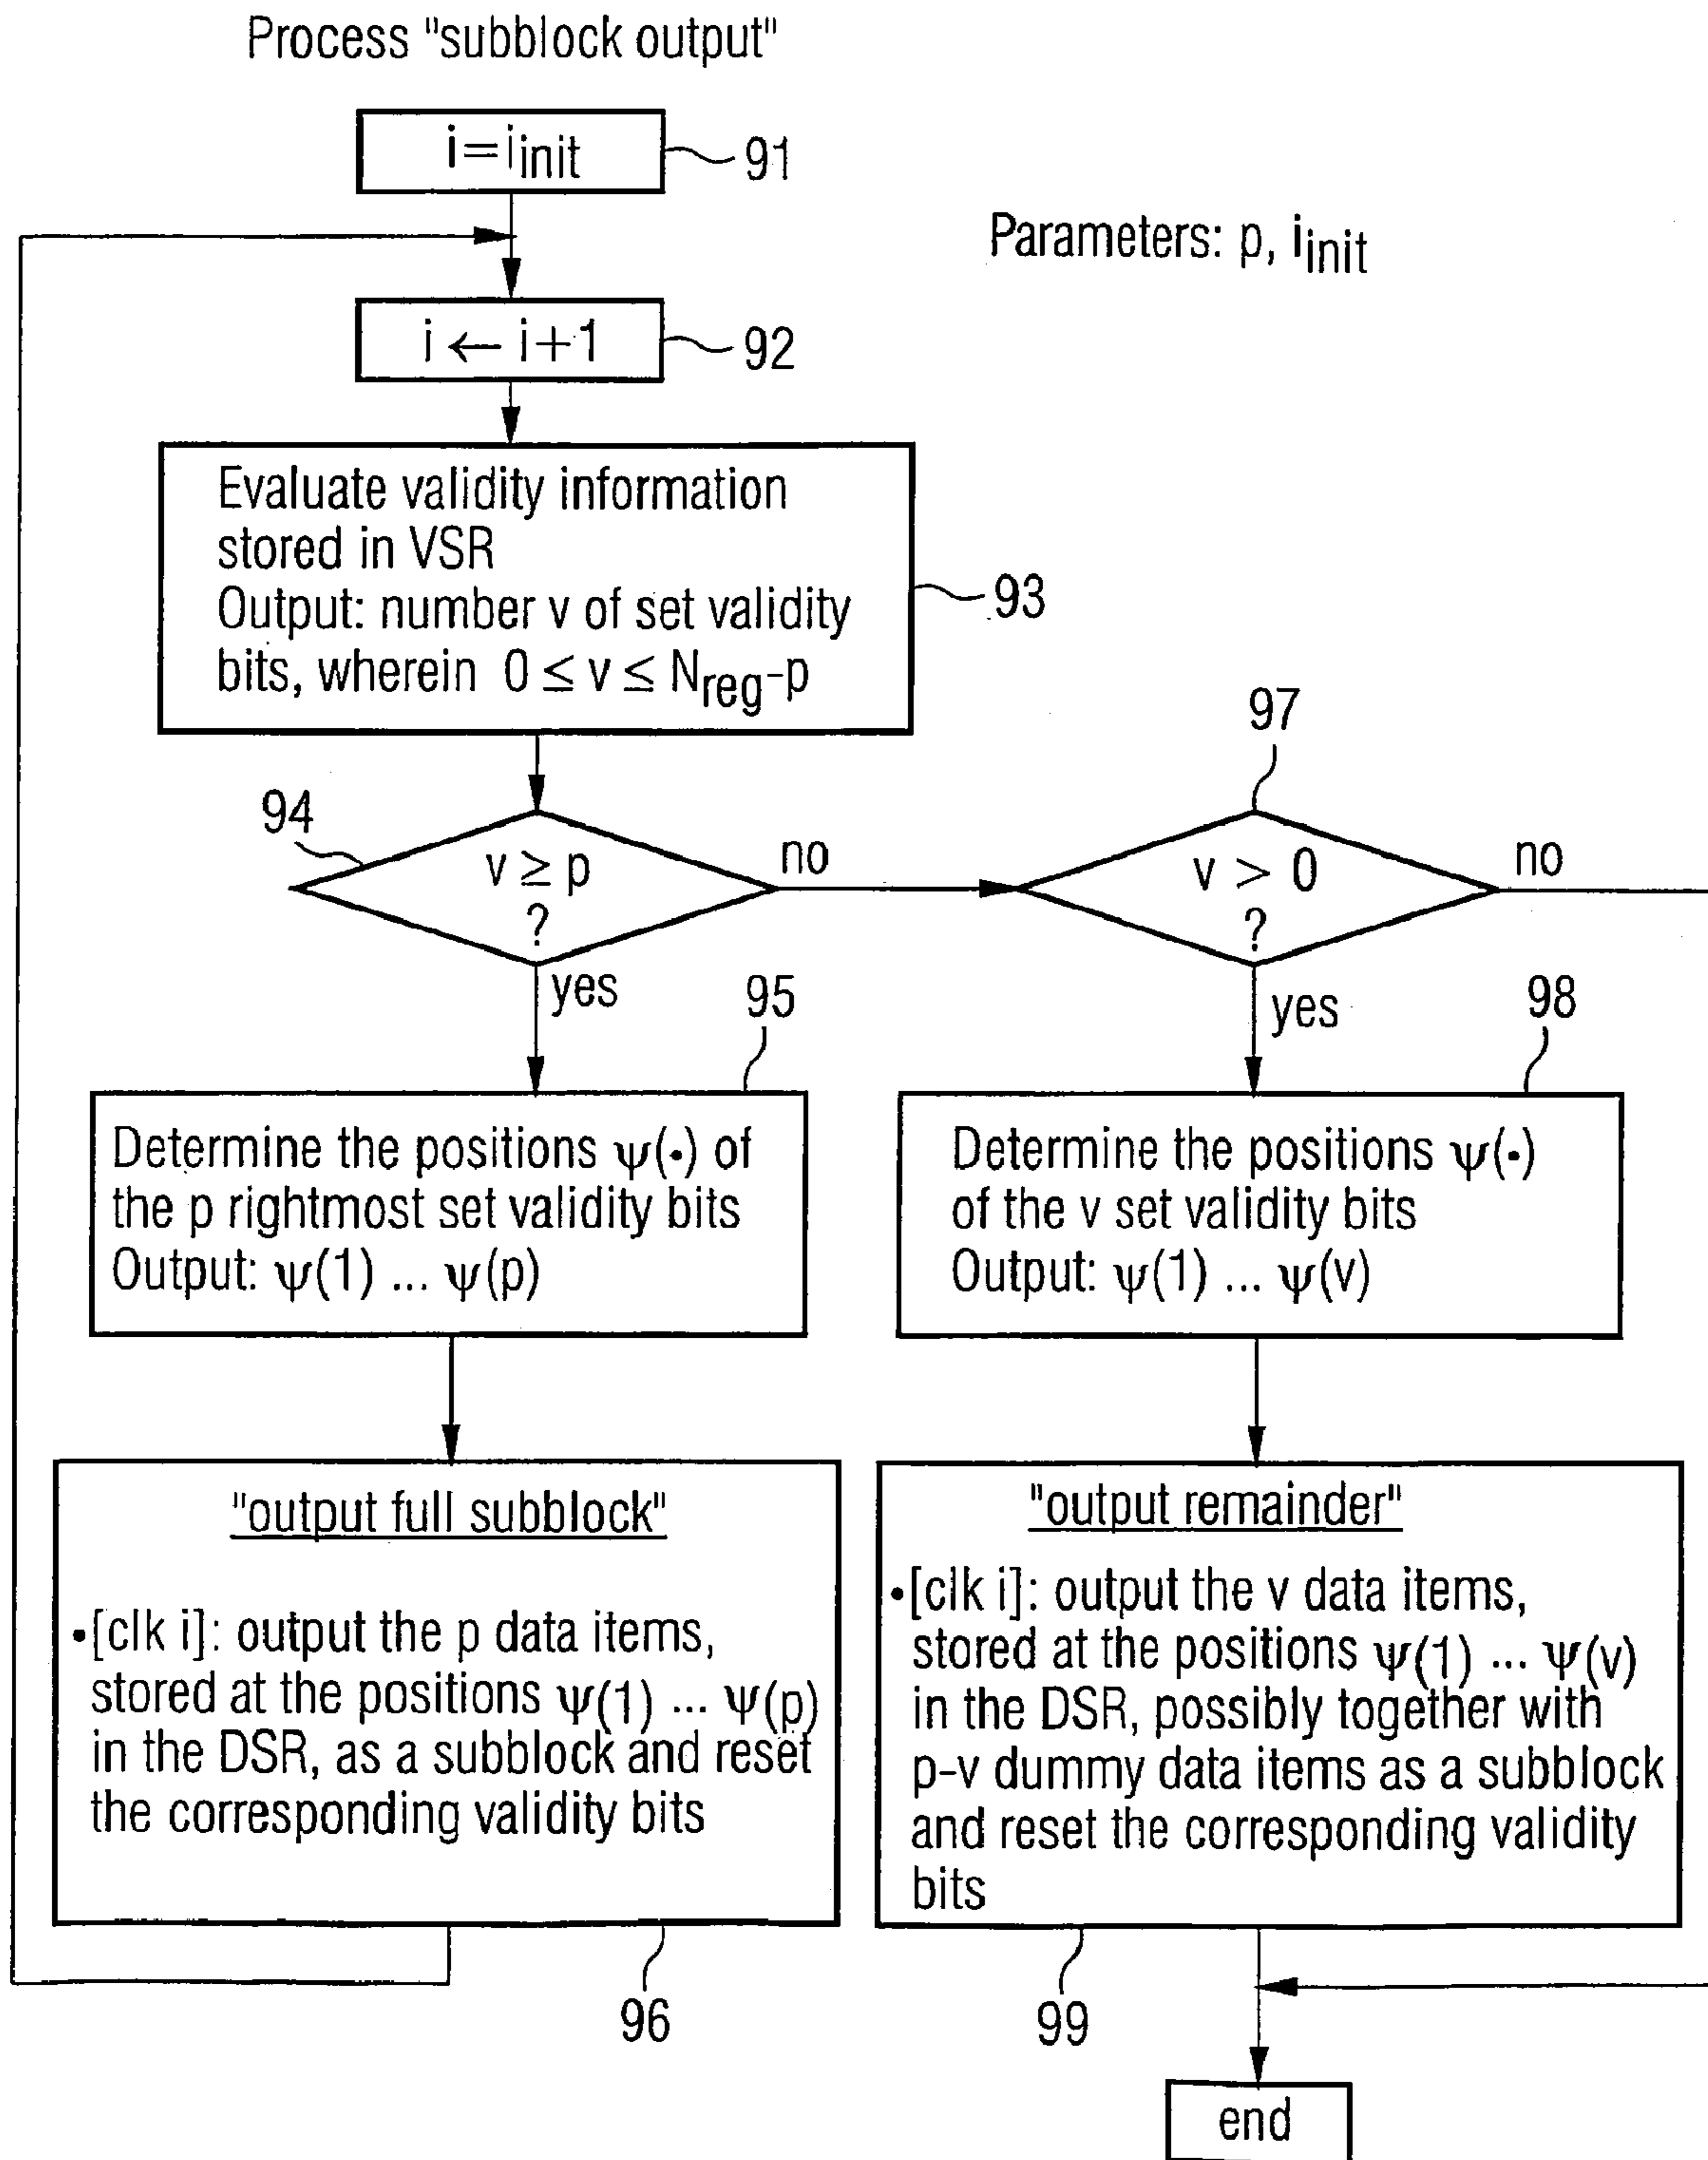 Process "subblock output"
i=i_init
91
Parameters: p, i_init
i ← i+1
92
Evaluate validity information
stored in VSR
Output: number v of set validity
bits, wherein 0 ≤ v ≤ N_reg-p
93
94
v ≥ p
?
no
yes
97
v > 0
?
no
yes
95
Determine the positions ψ(•) of
the p rightmost set validity bits
Output: ψ(1) ... ψ(p)
98
Determine the positions ψ(•)
of the v set validity bits
Output: ψ(1) ... ψ(v)
"output full subblock"
•[clk i]: output the p data items,
stored at the positions ψ(1) ... ψ(p)
in the DSR, as a subblock and reset
the corresponding validity bits
96
"output remainder"
•[clk i]: output the v data items,
stored at the positions ψ(1) ... ψ(v)
in the DSR, possibly together with
p-v dummy data items as a subblock
and reset the corresponding validity
bits
99
end